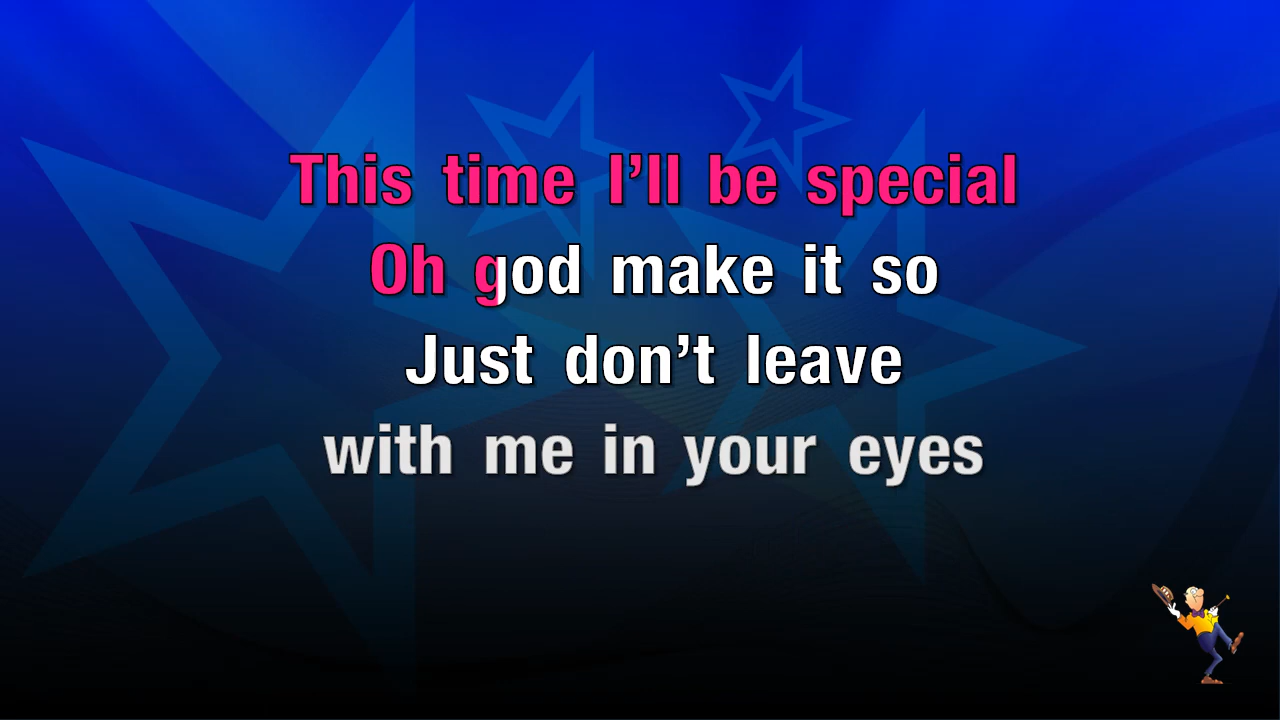 This time I’ll be special
Oh god make it so
Just don’t leave
with me in your eyes